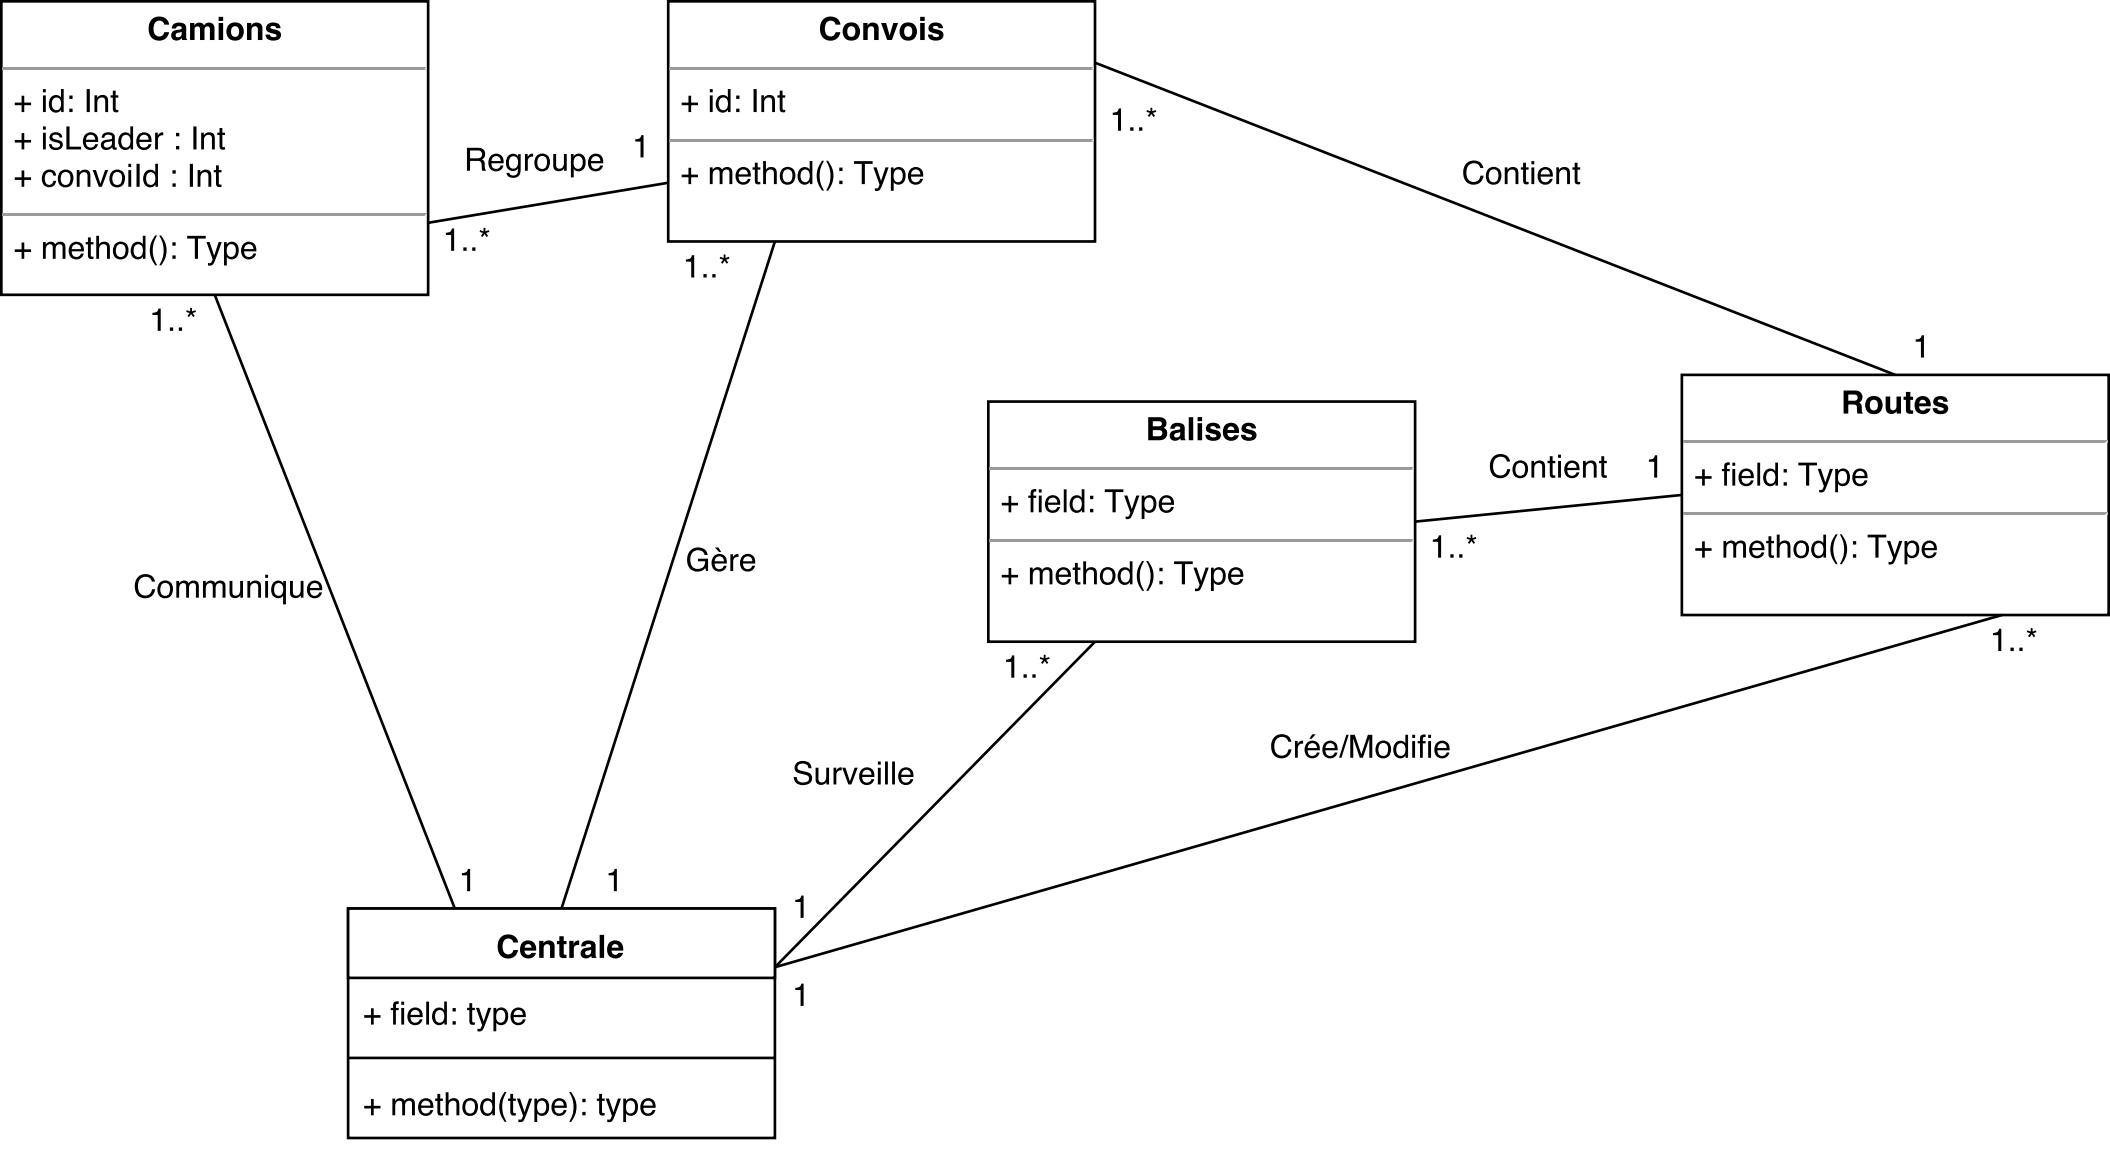 Camions
+ id: Int
+ isLeader : Int
+ convoiId : Int
+ method(): Type
1..*
Regroupe
1
1..*
Convois
+ id: Int
+ method(): Type
1..*
1..*
Contient
1
Routes
+ field: Type
+ method(): Type
1..*
Balises
+ field: Type
+ method(): Type
Contient
1
1..*
1..*
Communique
Gère
Surveille
Crée/Modifie
1
1
1
1
Centrale
+ field: type
+ method(type): type